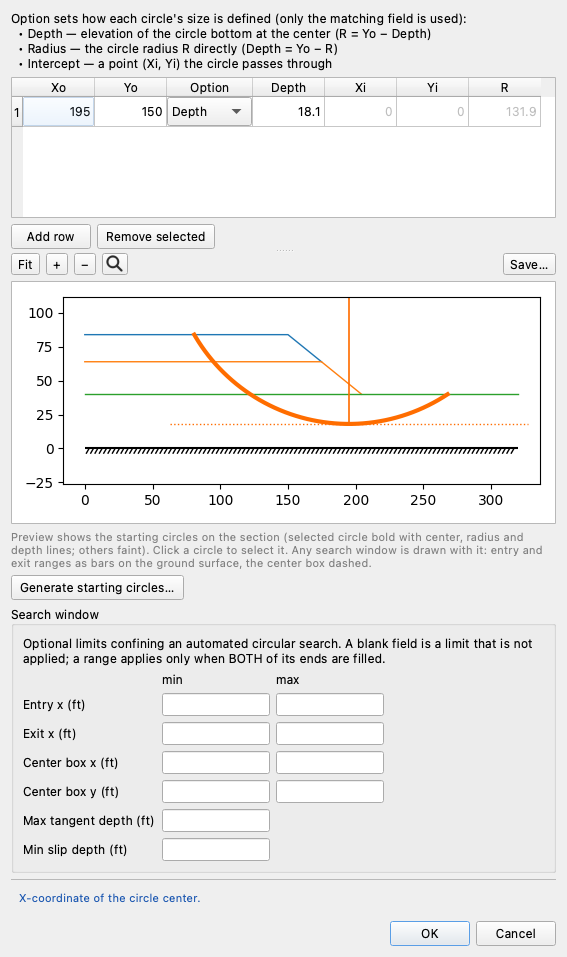 Option sets how each circle's size is defined (only the matching field is used):
• Depth — elevation of the circle bottom at the center (R = Yo − Depth)
• Radius — the circle radius R directly (Depth = Yo − R)
• Intercept — a point (Xi, Yi) the circle passes through
Xo Yo Option Depth Xi Yi R
1 195 150 Depth 18.1 0 0 131.9
Add row Remove selected
Fit + − Save...
100
75
50
25
0
−25
0 50 100 150 200 250 300
Preview shows the starting circles on the section (selected circle bold with center, radius and
depth lines; others faint). Click a circle to select it. Any search window is drawn with it: entry and
exit ranges as bars on the ground surface, the center box dashed.
Generate starting circles...
Search window
Optional limits confining an automated circular search. A blank field is a limit that is not
applied; a range applies only when BOTH of its ends are filled.
min max
Entry x (ft)
Exit x (ft)
Center box x (ft)
Center box y (ft)
Max tangent depth (ft)
Min slip depth (ft)
X-coordinate of the circle center.
OK Cancel